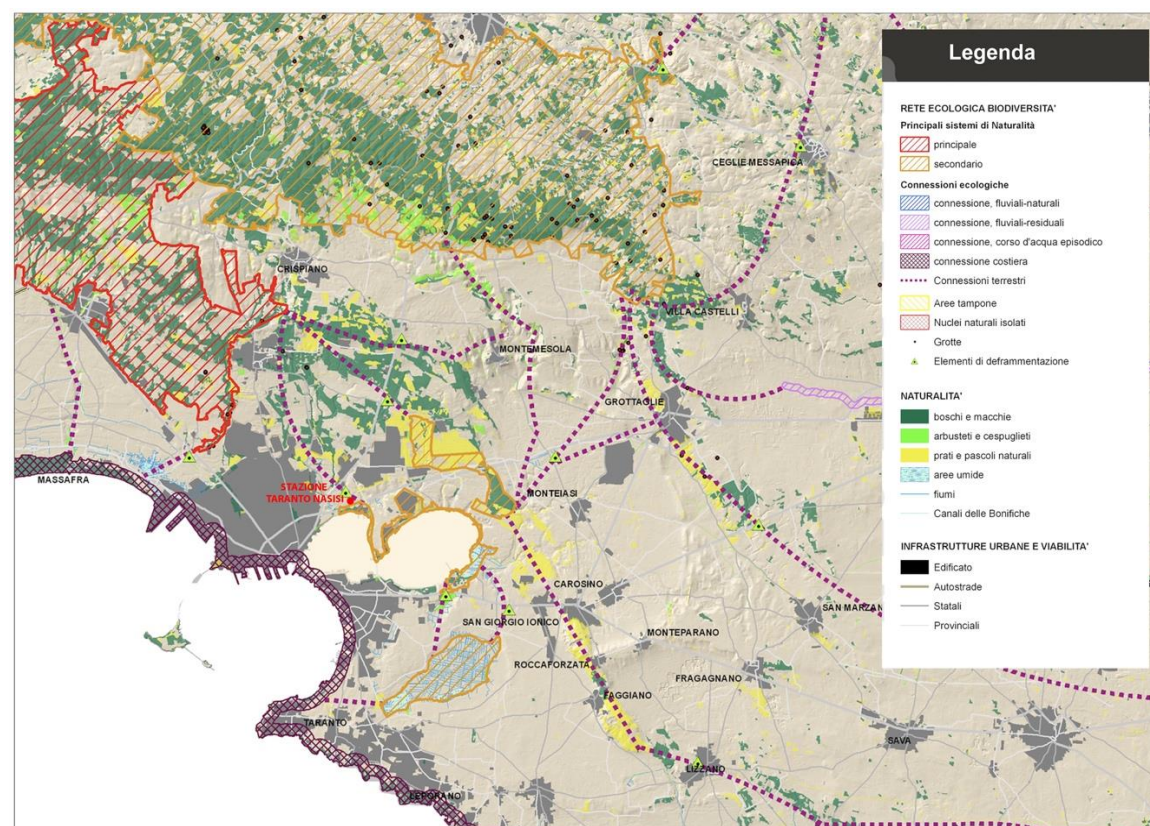 Legenda
RETE ECOLOGICA BIODIVERSITA'
Principali sistemi di Naturalità
principale
secondario
Connessioni ecologiche
connessione, fluviali-naturali
connessione, fluviali-residuali
connessione, corso d'acqua episodico
connessione costiera
Connessioni terrestri
Aree tampone
Nuclei naturali isolati
Grotte
Elementi di deframmentazione
NATURALITA'
boschi e macchie
arbusteti e cespuglieti
prati e pascoli naturali
aree umide
fiumi
Canali delle Bonifiche
INFRASTRUTTURE URBANE E VIABILITA'
Edificato
Autostrade
Statali
Provinciali
CEGLIE MESSAPICA
CRISPIANO
VILLA CASTELLI
MONTEMESOLA
GROTTAGLIE
MASSAFRA
STAZIONE
TARANTO NASISI
MONTEIASI
CAROSINO
SAN GIORGIO IONICO
SAN MARZAN
MONTEPARANO
ROCCAFORZATA
FRAGAGNANO
FAGGIANO
TARANTO
SAVA
LIZZANO
LEPORANO